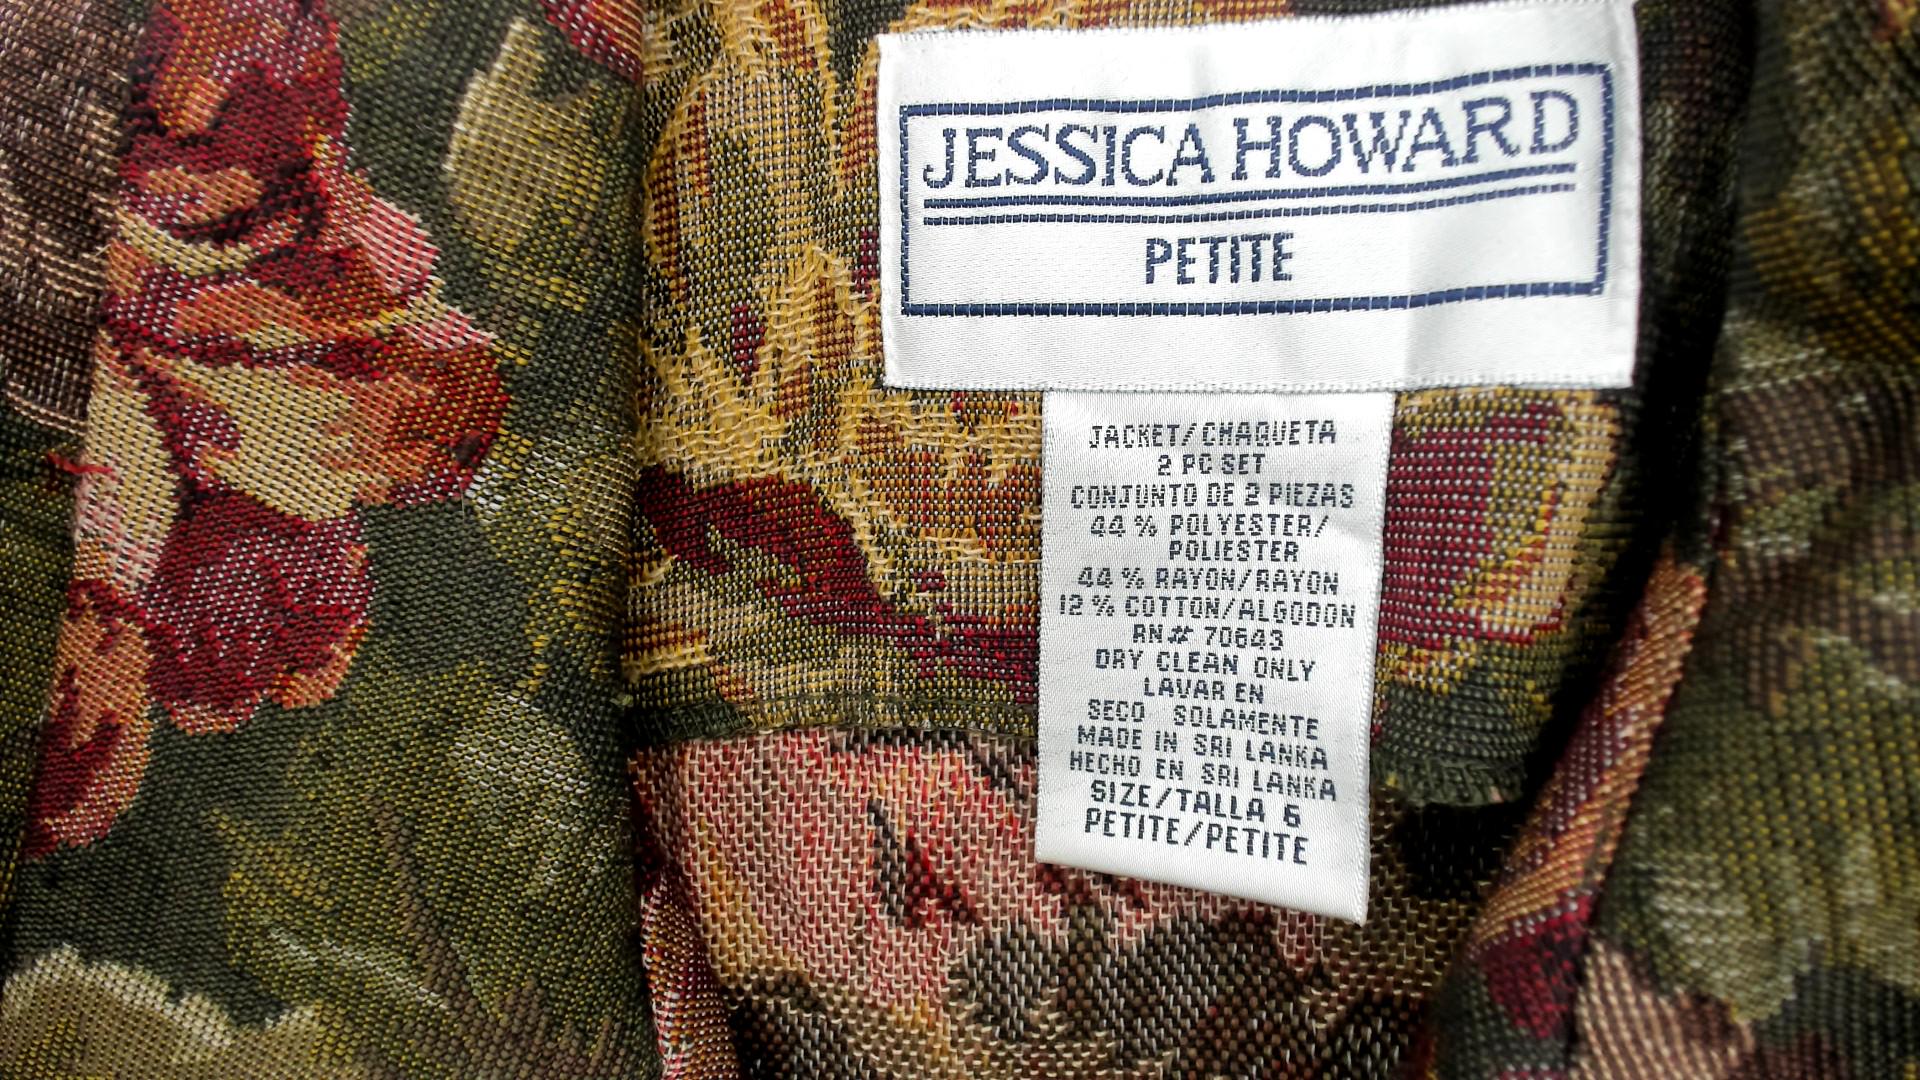 JESSICA HOWARD
PETITE
JACKET/CHAQUETA
2 PC SET
CONJUNTO DE 2 PIEZAS
44 % POLYESTER/
POLIESTER
44 % RAYON/RAYON
12 % COTTON/ALGODON
RN# 70643
DRY CLEAN ONLY
LAVAR EN
SECO SOLAMENTE
MADE IN SRI LANKA
HECHO EN SRI LANKA
SIZE/TALLA 6
PETITE/PETITE